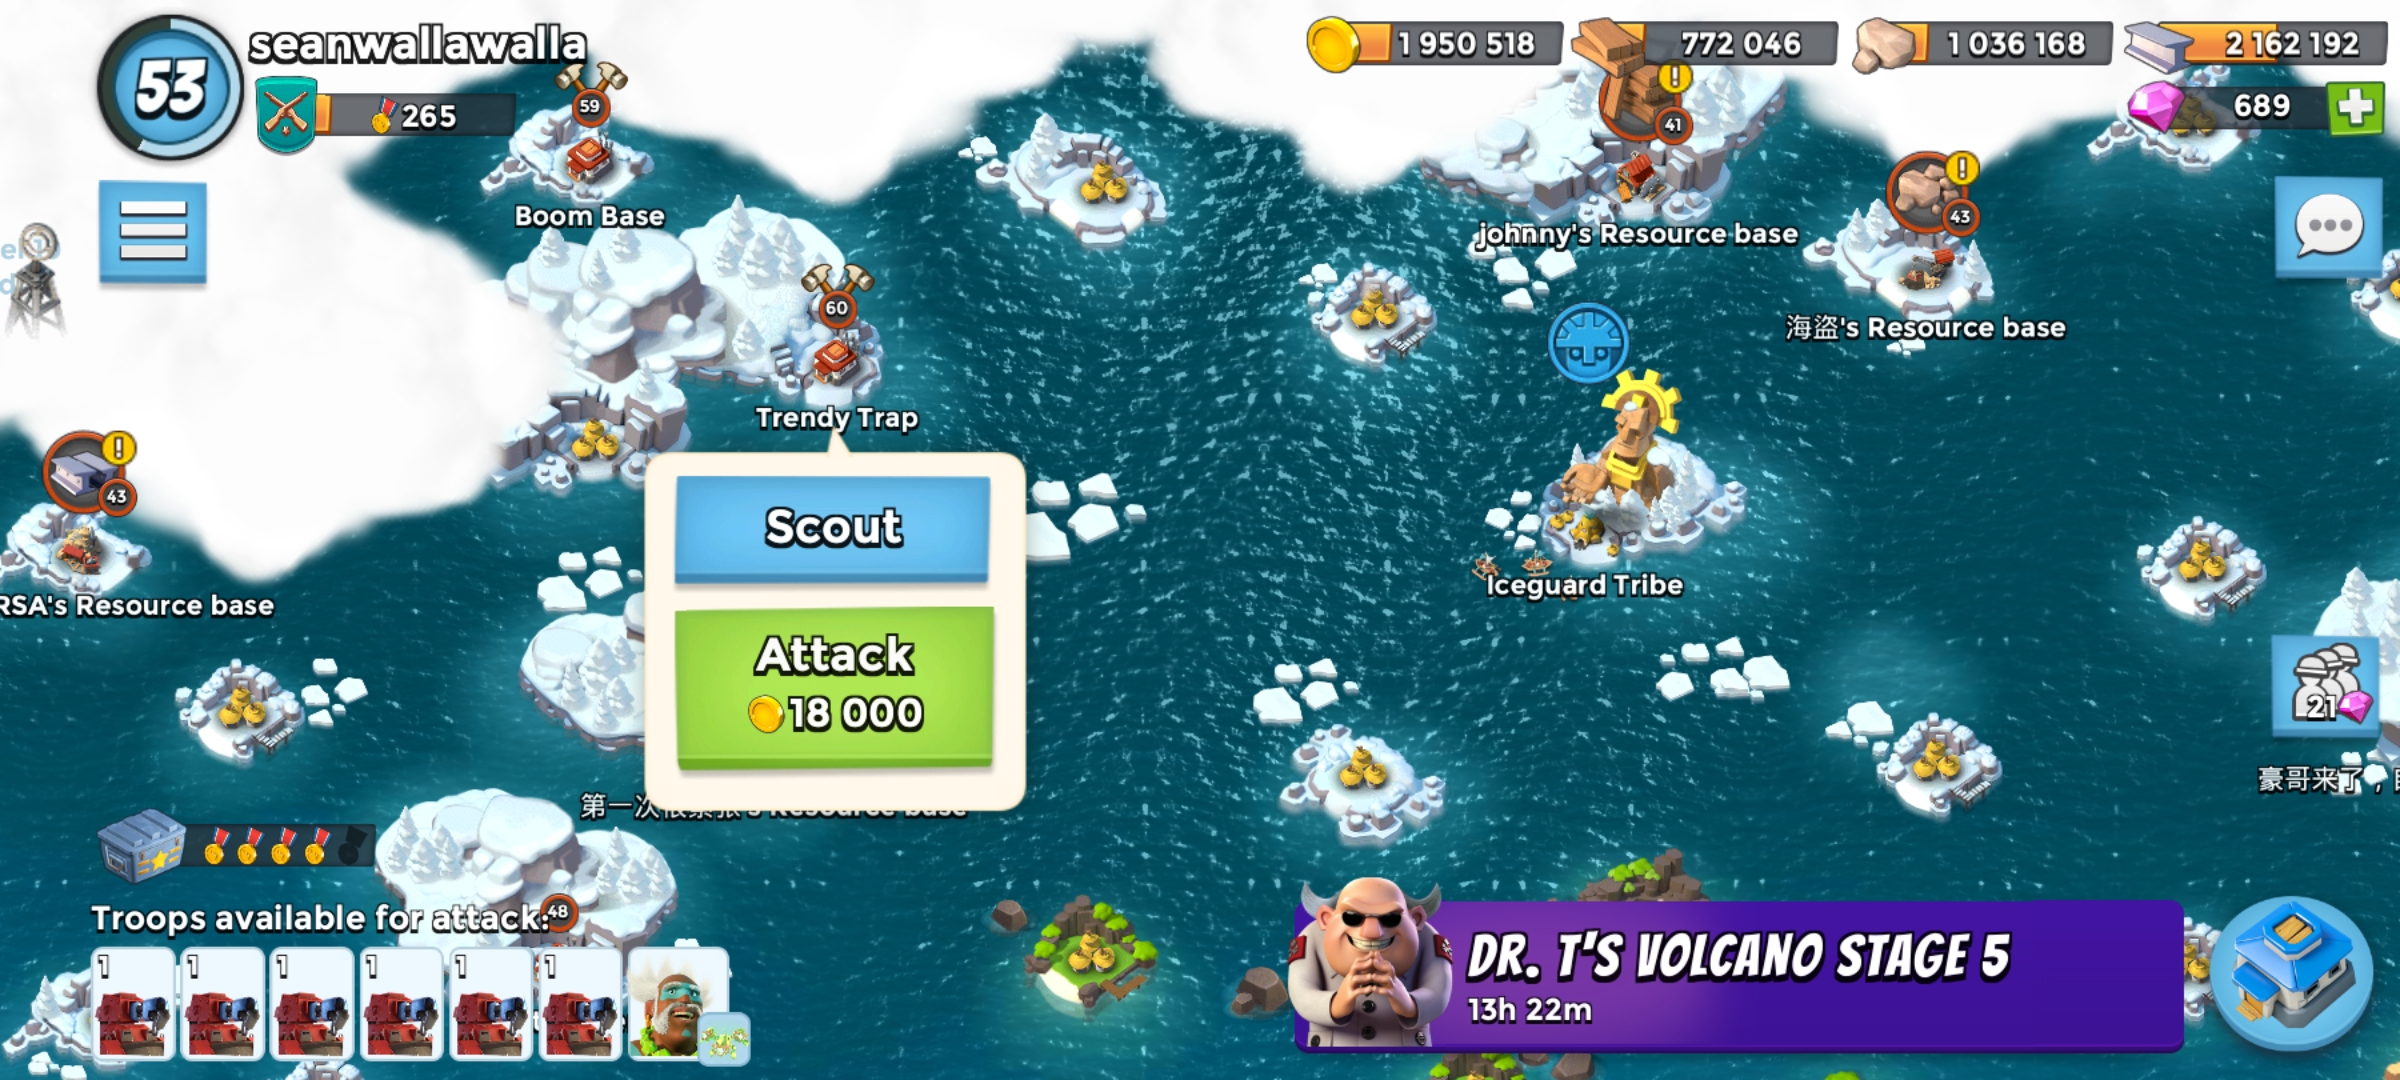 53
seanwallawalla
265
1 950 518
772 046
1 036 168
2 162 192
689
59
Boom Base
41
johnny's Resource base
43
海盗's Resource base
60
Trendy Trap
43
RSA's Resource base
Scout
Attack
18 000
Iceguard Tribe
21
豪哥来了，
's Resource base
48
Troops available for attack:
1
1
1
1
1
1
DR. T'S VOLCANO STAGE 5
13h 22m